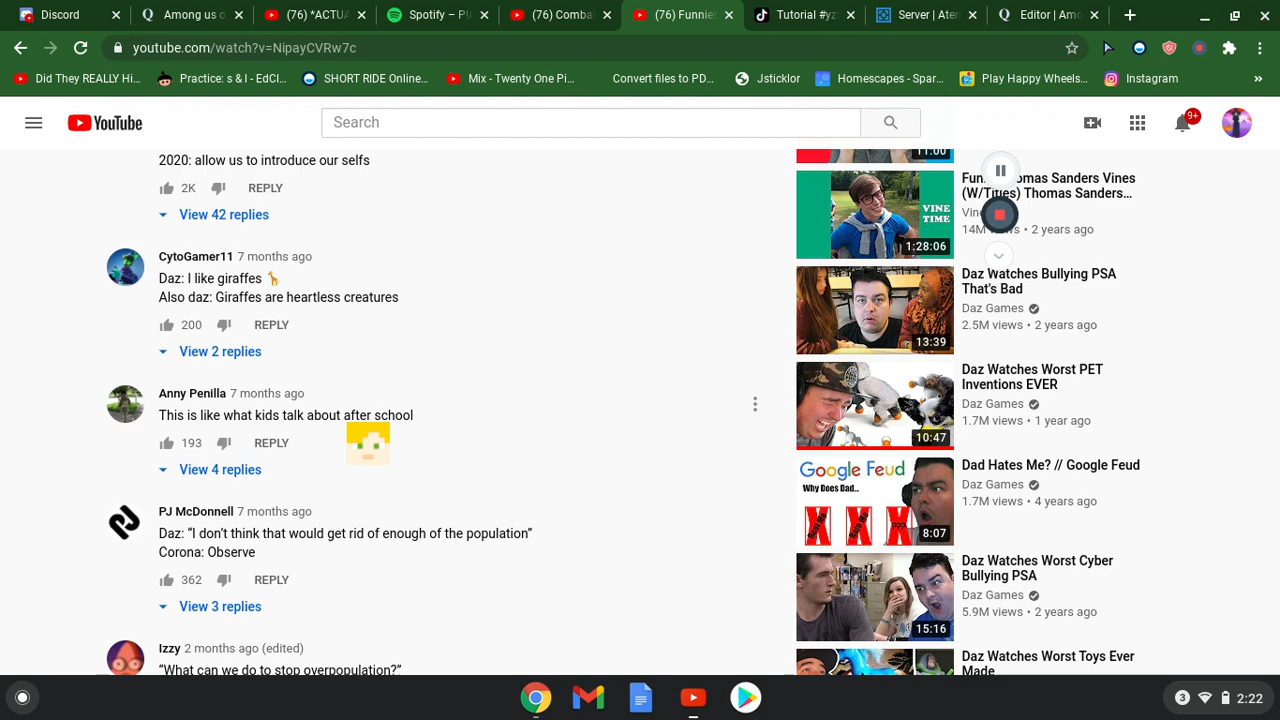 Discord
Among us o
(76) *ACTUA
Spotify – Pl
(76) Comba
(76) Funnie
Tutorial #yz
Server | Ater
Editor | Amo
youtube.com/watch?v=NipayCVRw7c
Did They REALLY Hi...
Practice: s & l - EdCl...
SHORT RIDE Online...
Mix - Twenty One Pi...
Convert files to PD...
Jsticklor
Homescapes - Spar...
Play Happy Wheels...
Instagram
»
YouTube
Search
9+
2020: allow us to introduce our selfs
2K REPLY
View 42 replies
CytoGamer11 7 months ago
Daz: I like giraffes 🦒
Also daz: Giraffes are heartless creatures
200 REPLY
View 2 replies
Anny Penilla 7 months ago
This is like what kids talk about after school
193 REPLY
View 4 replies
PJ McDonnell 7 months ago
Daz: “I don’t think that would get rid of enough of the population”
Corona: Observe
362 REPLY
View 3 replies
Izzy 2 months ago (edited)
“What can we do to stop overpopulation?”
11:00
VINE
TIME
1:28:06
Thomas Sanders Vines
(W/Titles) Thomas Sanders...
14M views • 2 years ago
13:39
Daz Watches Bullying PSA
That's Bad
Daz Games
2.5M views • 2 years ago
10:47
Daz Watches Worst PET
Inventions EVER
Daz Games
1.7M views • 1 year ago
Google Feud
Why Does Dad..
8:07
Dad Hates Me? // Google Feud
Daz Games
1.7M views • 4 years ago
15:16
Daz Watches Worst Cyber
Bullying PSA
Daz Games
5.9M views • 2 years ago
Daz Watches Worst Toys Ever
Made
3 2:22